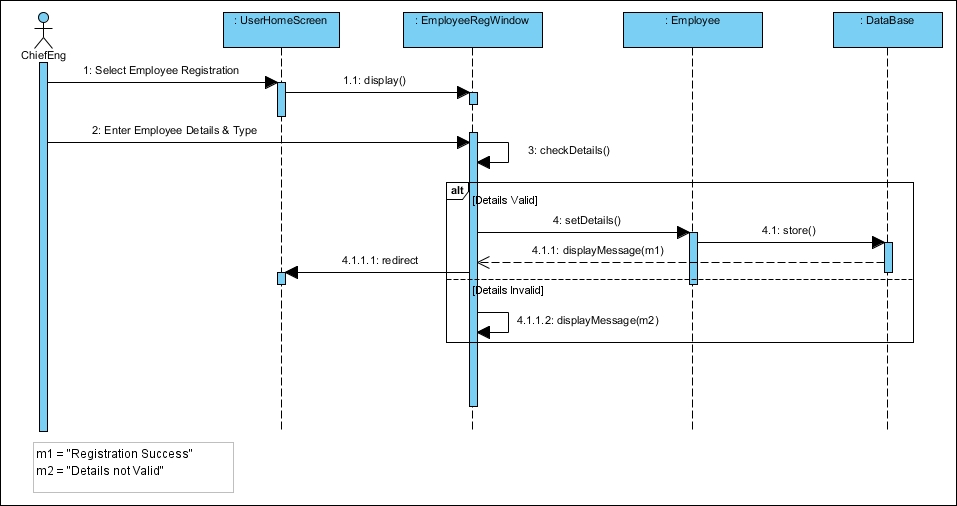 : UserHomeScreen
: EmployeeRegWindow
: Employee
: DataBase
ChiefEng
1: Select Employee Registration
1.1: display()
2: Enter Employee Details & Type
3: checkDetails()
alt
[Details Valid]
4: setDetails()
4.1: store()
4.1.1: displayMessage(m1)
4.1.1.1: redirect
[Details Invalid]
4.1.1.2: displayMessage(m2)
m1 = "Registration Success"
m2 = "Details not Valid"